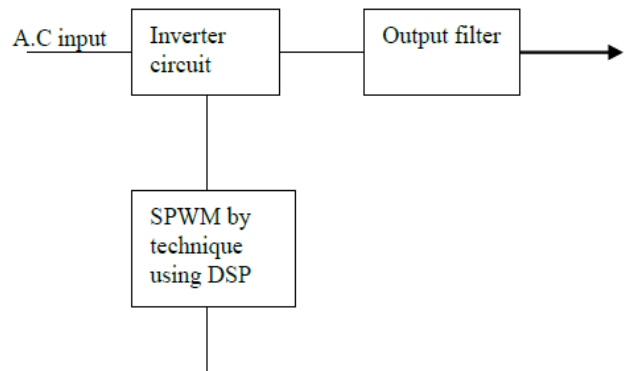 A.C input
Inverter
circuit
Output filter
SPWM by
technique
using DSP